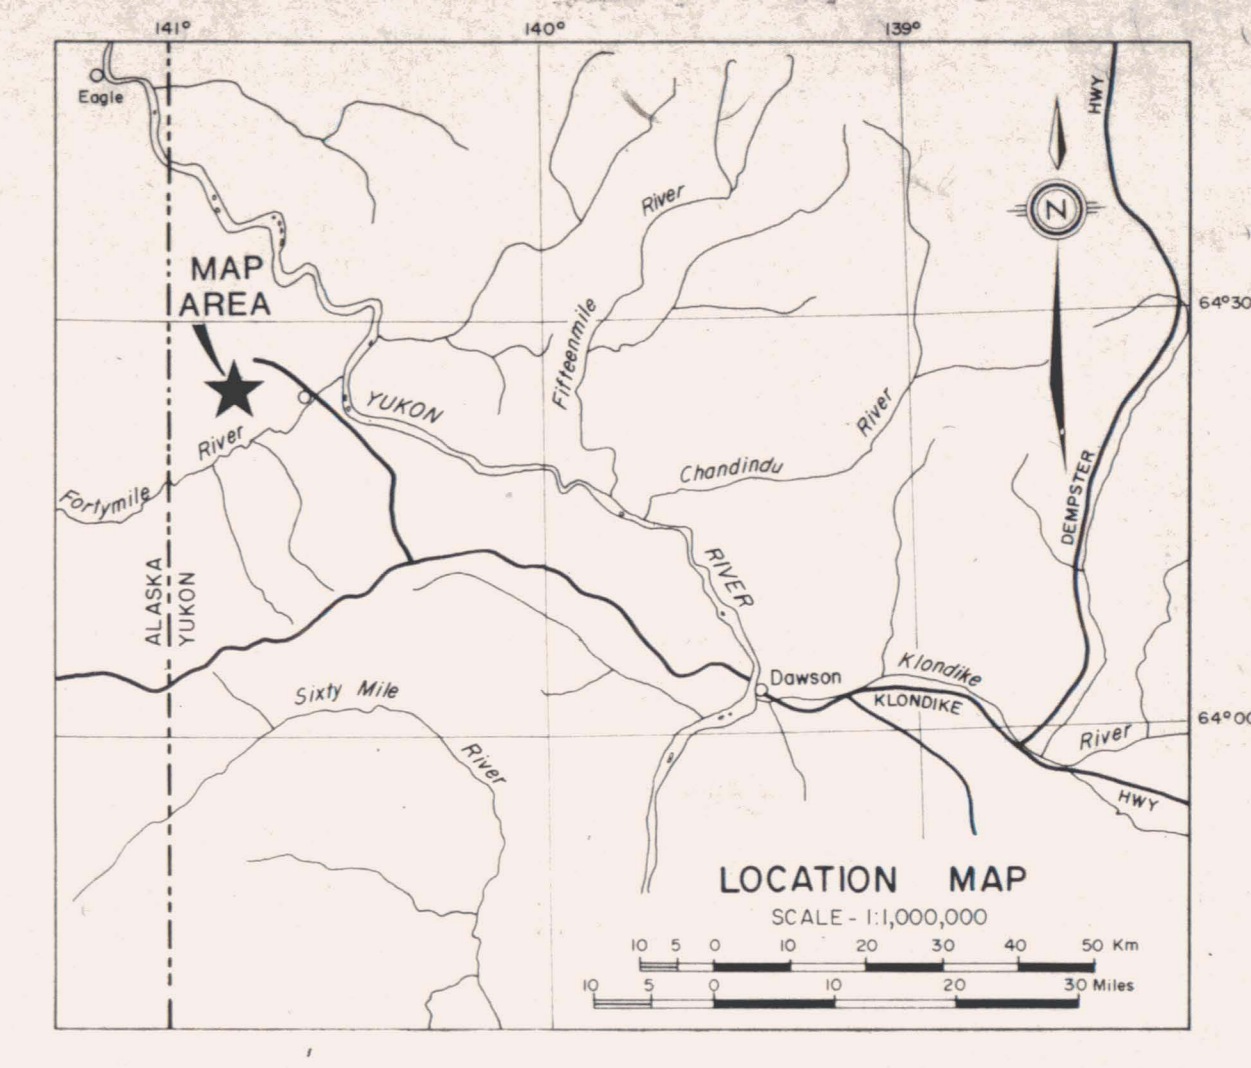 141° 140° 139°
Eagle
HWY
River
MAP
AREA
64°30
Fifteenmile
YUKON
River
River
Chandindu
Fortymile
DEMPSTER
ALASKA
YUKON
RIVER
Klondike
Dawson
KLONDIKE
Sixty Mile
64°00
River
River
HWY
N
LOCATION MAP
SCALE - 1:1,000,000
10 5 0 10 20 30 40 50 Km
10 5 0 10 20 30 Miles